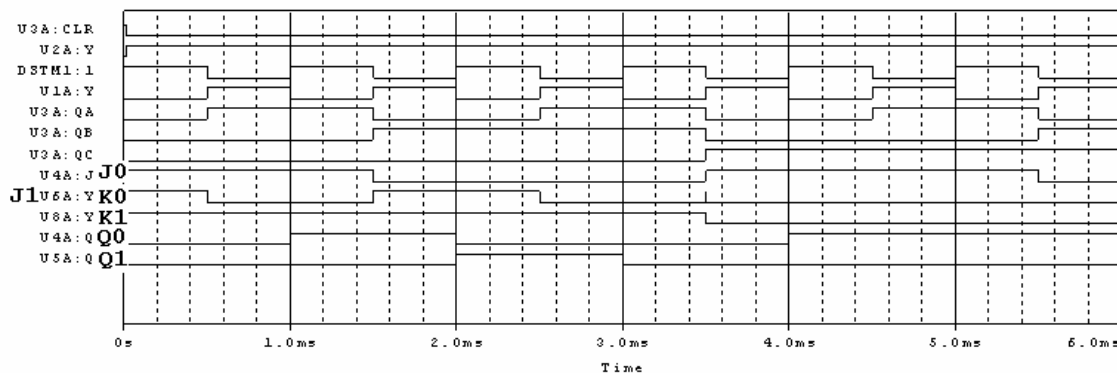 U3A:CLR
U2A:Y
DSTM1:1
U1A:Y
U3A:QA
U3A:QB
U3A:QC
U4A:J J0
J1 U6A:Y K0
U8A:Y K1
U4A:Q Q0
U5A:Q Q1
0s 1.0ms 2.0ms 3.0ms 4.0ms 5.0ms 6.0ms
Time